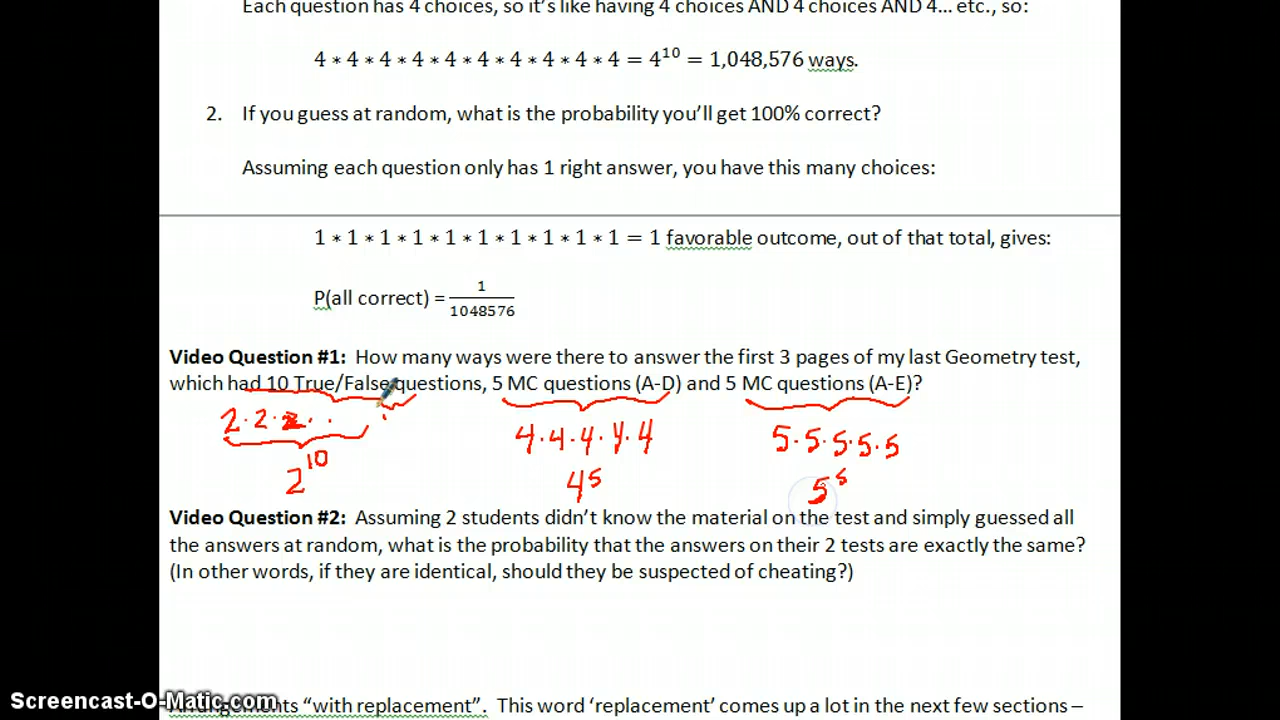 Each question has 4 choices, so it's like having 4 choices AND 4 choices AND 4... etc., so:
4 * 4 * 4 * 4 * 4 * 4 * 4 * 4 * 4 * 4 = 4^10 = 1,048,576 ways.
2. If you guess at random, what is the probability you'll get 100% correct?
Assuming each question only has 1 right answer, you have this many choices:
1 * 1 * 1 * 1 * 1 * 1 * 1 * 1 * 1 * 1 = 1 favorable outcome, out of that total, gives:
P(all correct) = 1/1048576
Video Question #1: How many ways were there to answer the first 3 pages of my last Geometry test,
which had 10 True/False questions, 5 MC questions (A-D) and 5 MC questions (A-E)?
2·2·2... 4·4·4·4·4 5·5·5·5·5
2^10 4^5 5^5
Video Question #2: Assuming 2 students didn't know the material on the test and simply guessed all
the answers at random, what is the probability that the answers on their 2 tests are exactly the same?
(In other words, if they are identical, should they be suspected of cheating?)
Screencast-O-Matic.com
"with replacement". This word 'replacement' comes up a lot in the next few sections –